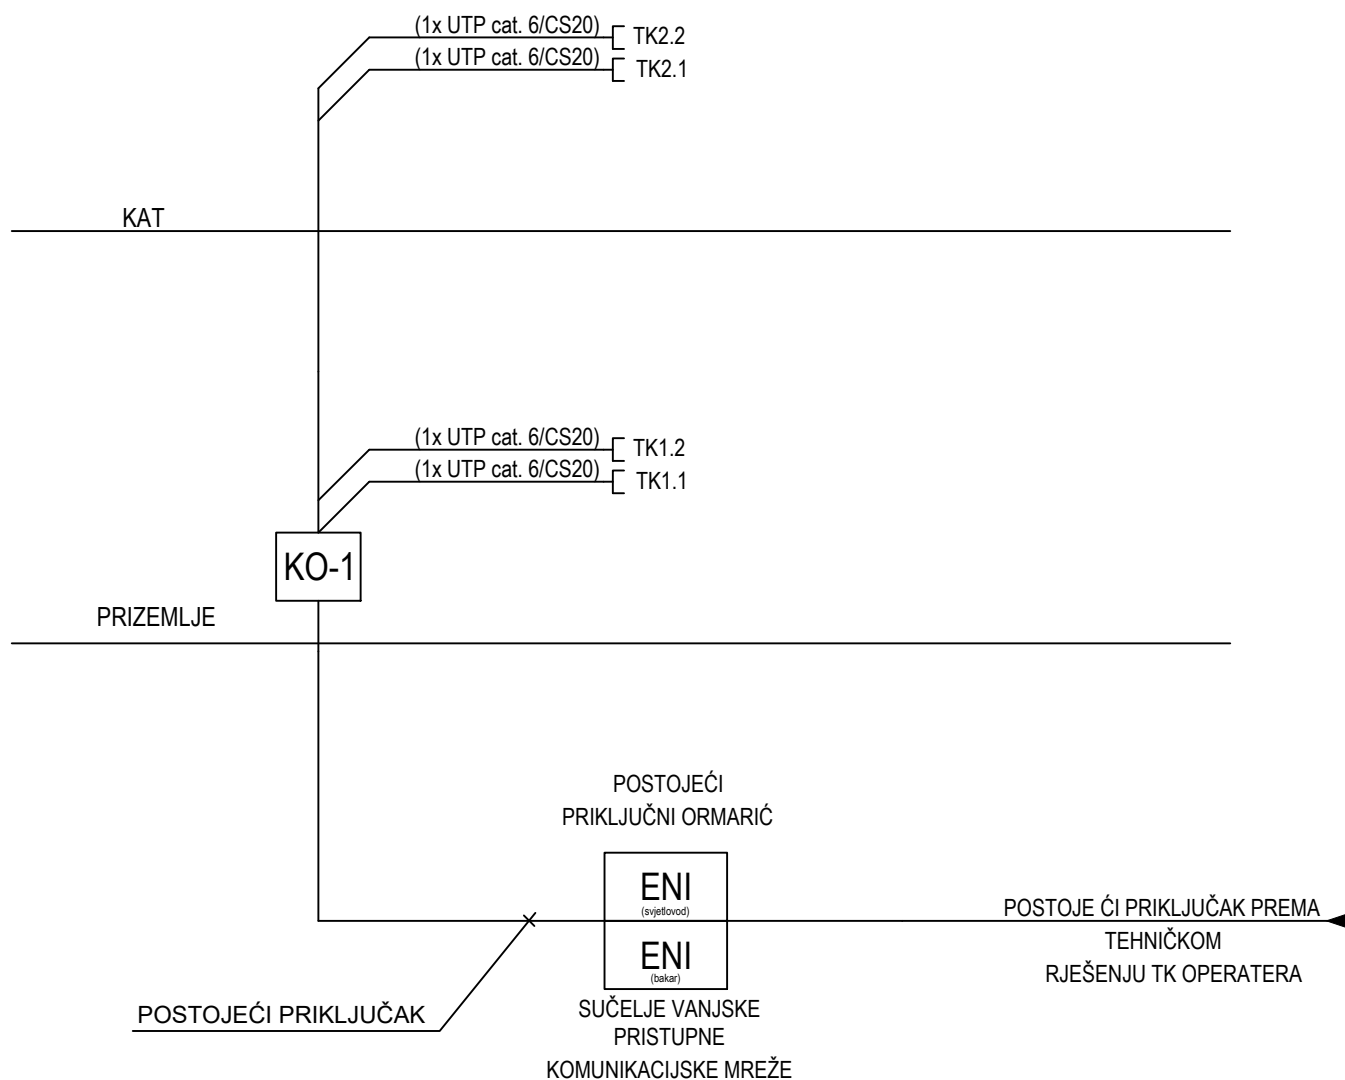 (1x UTP cat. 6/CS20) TK2.2
(1x UTP cat. 6/CS20) TK2.1
KAT
(1x UTP cat. 6/CS20) TK1.2
(1x UTP cat. 6/CS20) TK1.1
KO-1
PRIZEMLJE
POSTOJEĆI
PRIKLJUČNI ORMARIĆ
ENI
(svjetlovod)
ENI
(bakar)
SUČELJE VANJSKE
PRISTUPNE
KOMUNIKACIJSKE MREŽE
POSTOJE ĆI PRIKLJUČAK PREMA
TEHNIČKOM
RJEŠENJU TK OPERATERA
POSTOJEĆI PRIKLJUČAK